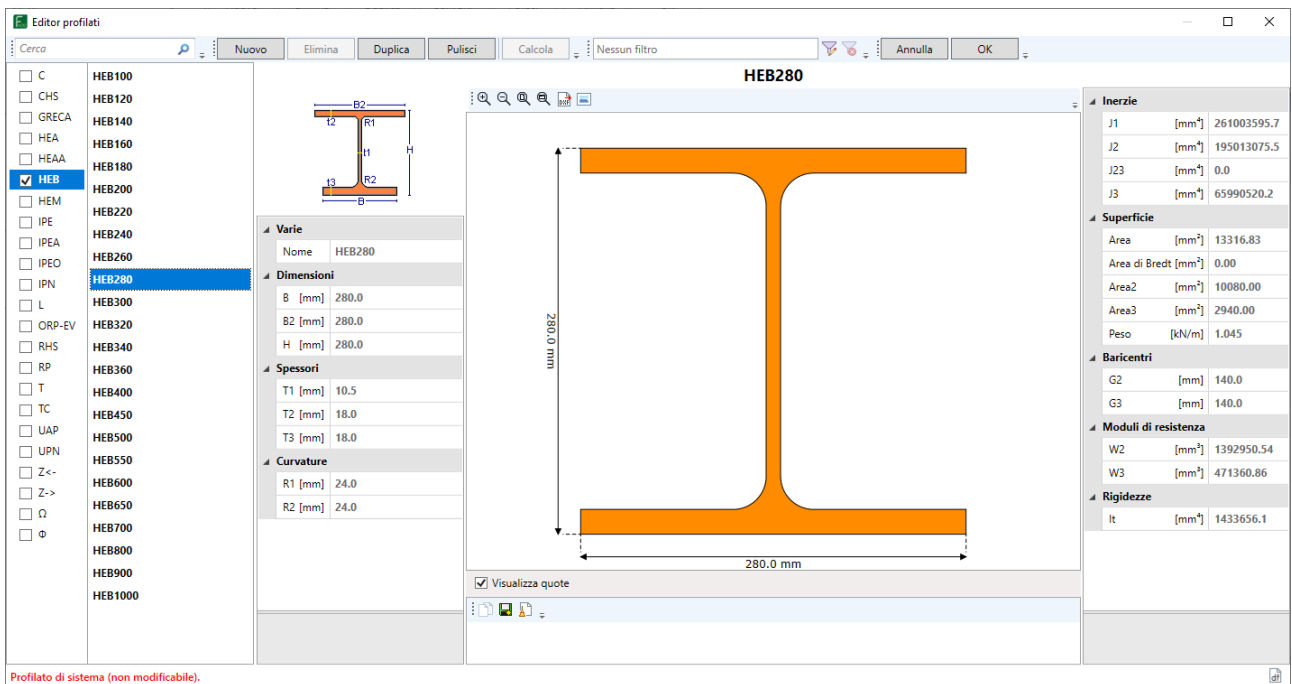 Editor profilati
Cerca Nuovo Elimina Duplica Pulisci Calcola Nessun filtro Annulla OK
C
CHS
GRECA
HEA
HEAA
HEB
HEM
IPE
IPEA
IPEO
IPN
L
ORP-EV
RHS
RP
T
TC
UAP
UPN
Z<-
Z->
Ω
Φ
HEB100
HEB120
HEB140
HEB160
HEB180
HEB200
HEB220
HEB240
HEB260
HEB280
HEB300
HEB320
HEB340
HEB360
HEB400
HEB450
HEB500
HEB550
HEB600
HEB650
HEB700
HEB800
HEB900
HEB1000
B2
t2 R1
t1 H
t3 R2
B
Varie
Nome HEB280
Dimensioni
B [mm] 280.0
B2 [mm] 280.0
H [mm] 280.0
Spessori
T1 [mm] 10.5
T2 [mm] 18.0
T3 [mm] 18.0
Curvature
R1 [mm] 24.0
R2 [mm] 24.0
HEB280
DXF
280.0 mm
280.0 mm
Visualizza quote
Inerzie
J1 [mm⁴] 261003595.7
J2 [mm⁴] 195013075.5
J23 [mm⁴] 0.0
J3 [mm⁴] 65990520.2
Superficie
Area [mm²] 13316.83
Area di Bredt [mm²] 0.00
Area2 [mm²] 10080.00
Area3 [mm²] 2940.00
Peso [kN/m] 1.045
Baricentri
G2 [mm] 140.0
G3 [mm] 140.0
Moduli di resistenza
W2 [mm³] 1392950.54
W3 [mm³] 471360.86
Rigidezze
It [mm⁴] 1433656.1
Profilato di sistema (non modificabile).